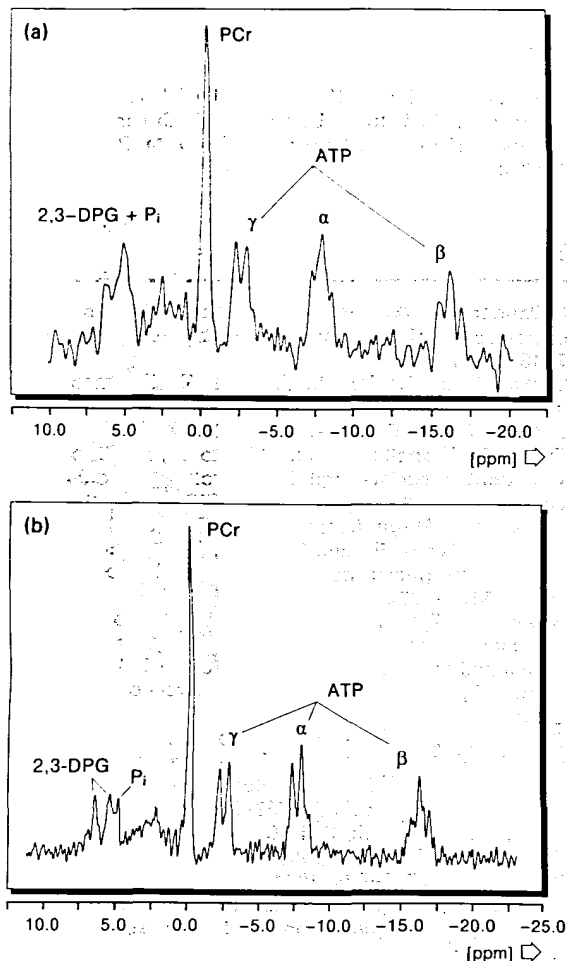 (a)
PCr
ATP
2,3–DPG + Pi
γ
α
β
10.0 5.0 0.0 -5.0 -10.0 -15.0 -20.0
[ppm]
(b)
PCr
ATP
γ
α
β
2,3-DPG
Pi
10.0 5.0 0.0 -5.0 -10.0 -15.0 -20.0 -25.0
[ppm]